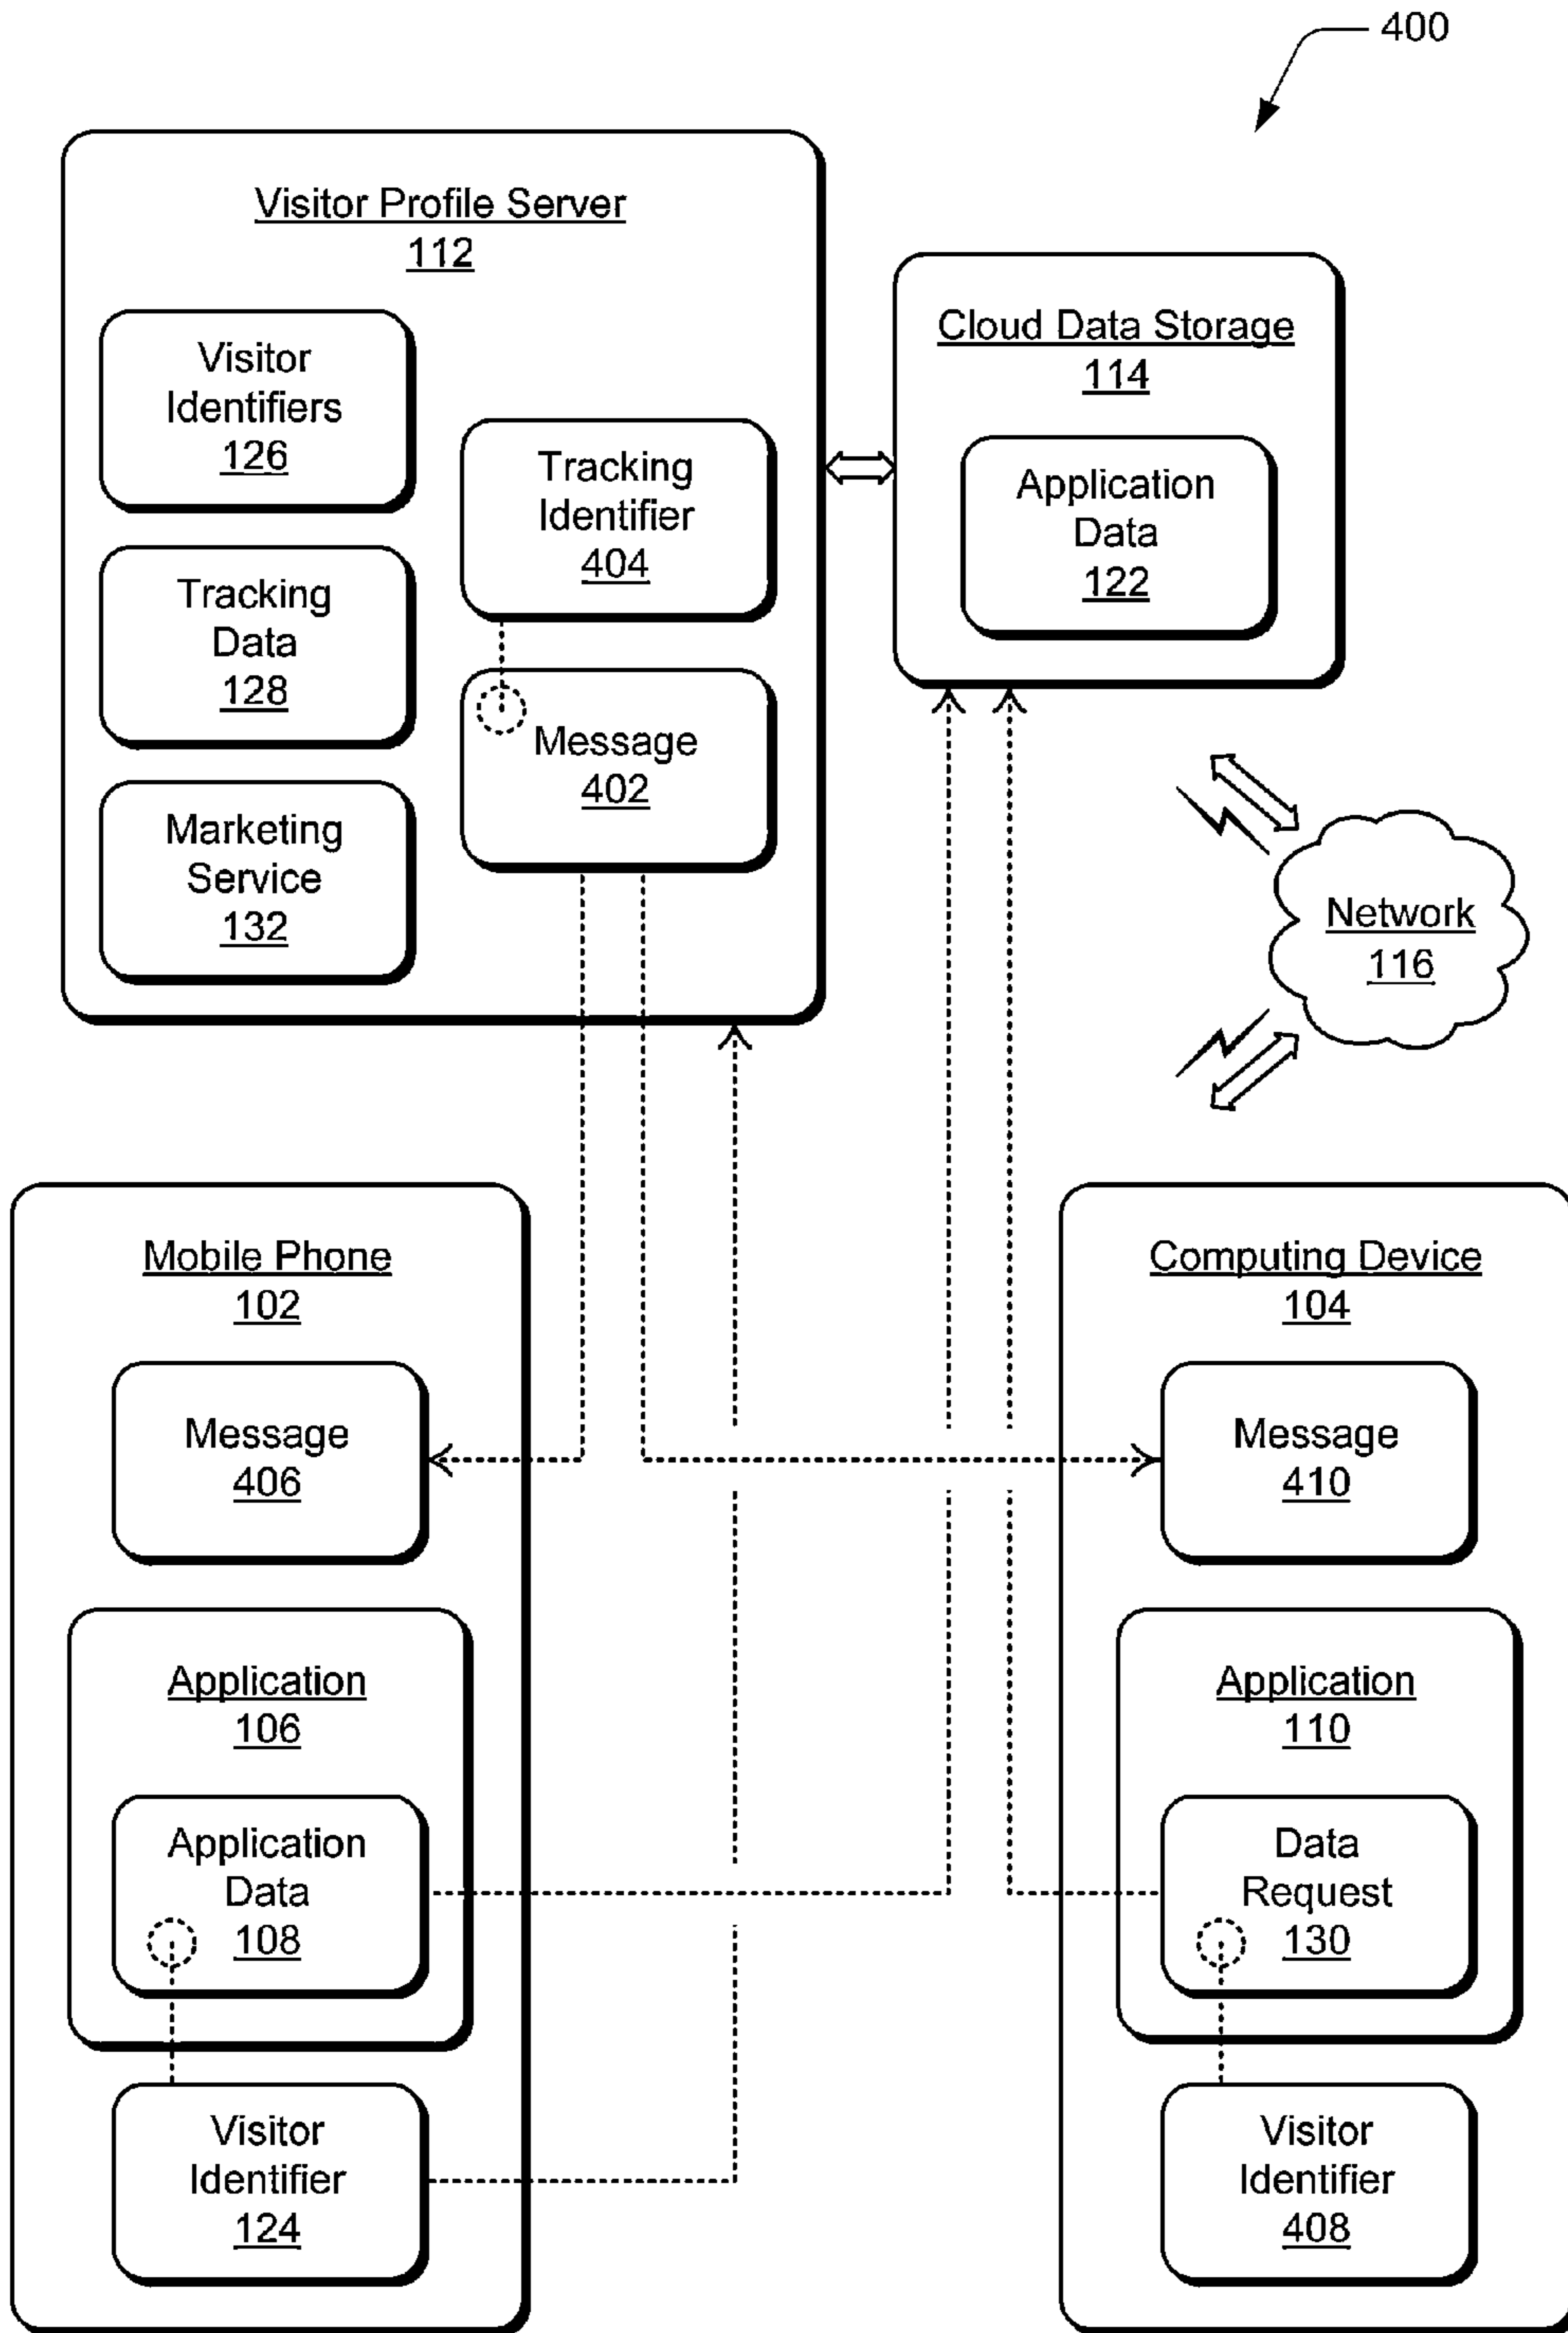 400
Visitor Profile Server
112
Visitor
Identifiers
126
Tracking
Data
128
Marketing
Service
132
Tracking
Identifier
404
Message
402
Cloud Data Storage
114
Application
Data
122
Network
116
Mobile Phone
102
Message
406
Application
106
Application
Data
108
Visitor
Identifier
124
Computing Device
104
Message
410
Application
110
Data
Request
130
Visitor
Identifier
408